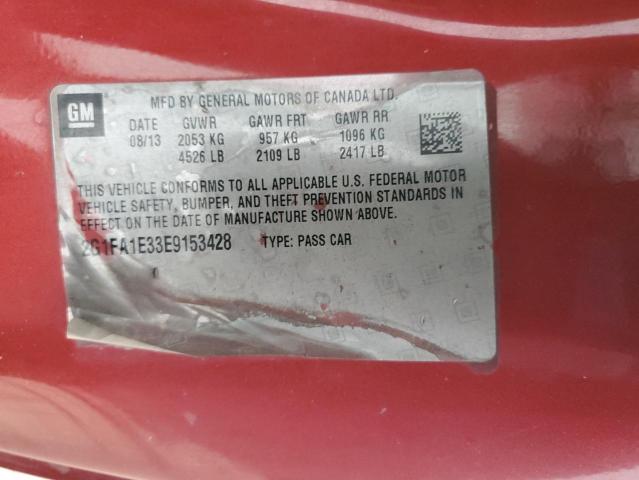 GM
MFD BY GENERAL MOTORS OF CANADA LTD.
DATE GVWR GAWR FRT GAWR RR
08/13 2053 KG 957 KG 1096 KG
4526 LB 2109 LB 2417 LB
THIS VEHICLE CONFORMS TO ALL APPLICABLE U.S. FEDERAL MOTOR
VEHICLE SAFETY, BUMPER, AND THEFT PREVENTION STANDARDS IN
EFFECT ON THE DATE OF MANUFACTURE SHOWN ABOVE.
2G1FA1E33E9153428 TYPE: PASS CAR